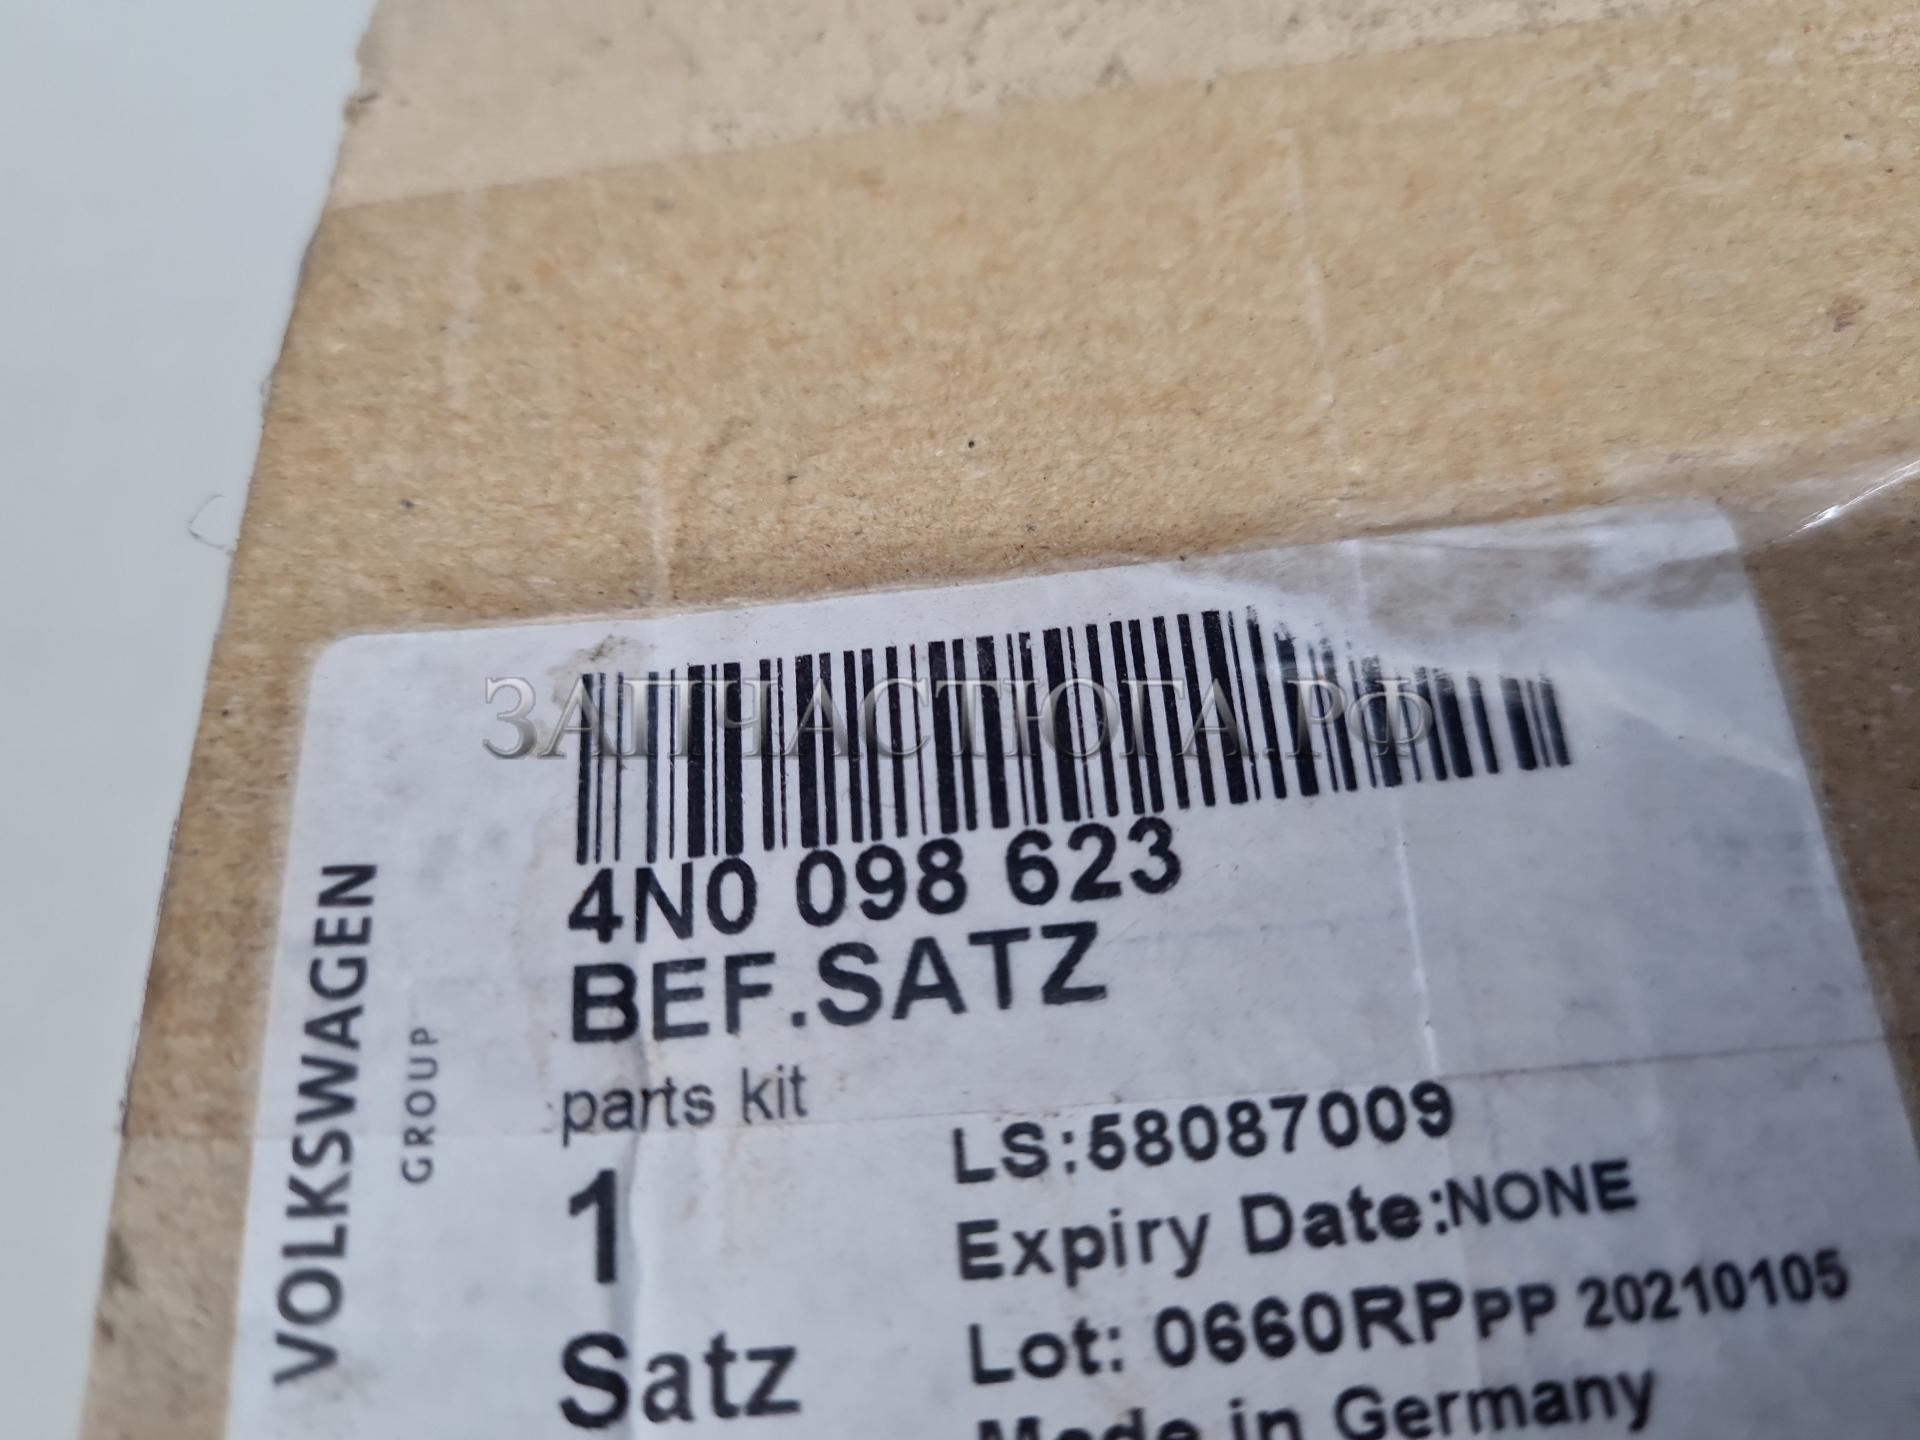 ЗАПЧАСТЮГА.РФ
4N0 098 623
BEF.SATZ
parts kit
1
Satz
LS:58087009
Expiry Date:NONE
Lot: 0660RPPP 20210105
Made in Germany
VOLKSWAGEN
GROUP